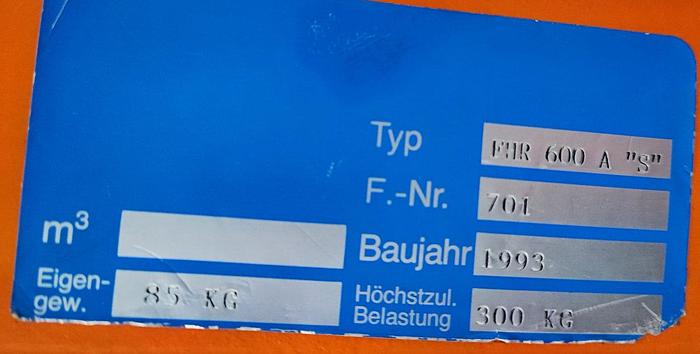 Typ FHR 600 A "S"
F.-Nr. 701
m³ Baujahr 1993
Eigen-
gew. 85 KG
Höchstzul.
Belastung 300 KG